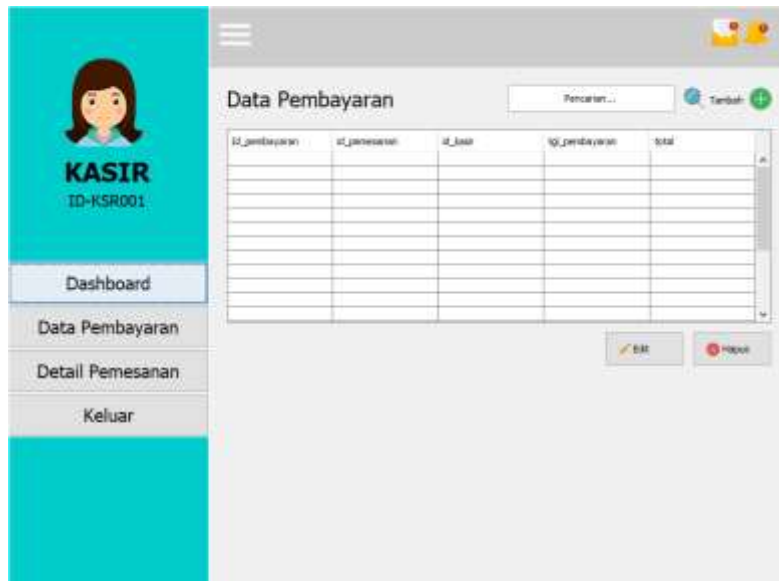 KASIR
ID-KSR001
Dashboard
Data Pembayaran
Detail Pemesanan
Keluar
Data Pembayaran
Pencarian...
Tambah
id_pembayaran id_pemesanan id_kasir tgl_pembayaran total
Edit
Hapus